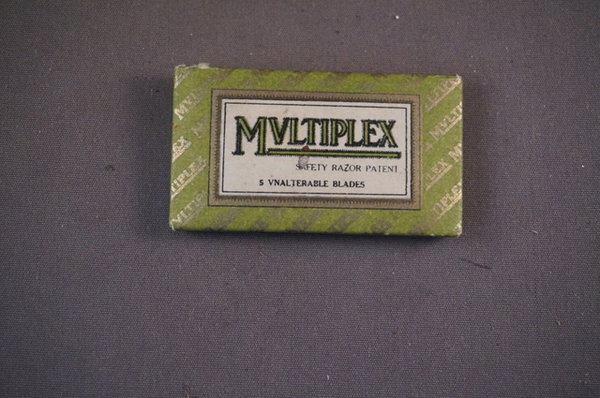 MVLTIPLEX
SAFETY RAZOR PATENT
5 VNALTERABLE BLADES